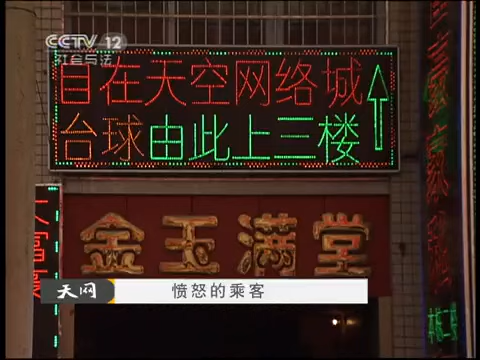 CCTV 12
社会与法
自在天空网络城
台球由此上三楼
金玉满堂
天网
愤怒的乘客